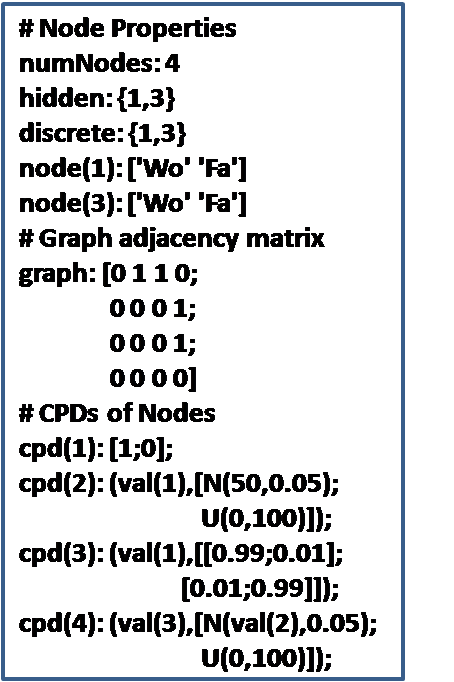 # Node Properties
numNodes: 4
hidden: {1,3}
discrete: {1,3}
node(1): ['Wo' 'Fa']
node(3): ['Wo' 'Fa']
# Graph adjacency matrix
graph: [0 1 1 0;
0 0 0 1;
0 0 0 1;
0 0 0 0]
# CPDs of Nodes
cpd(1): [1;0];
cpd(2): (val(1),[N(50,0.05);
U(0,100)]);
cpd(3): (val(1),[[0.99;0.01];
[0.01;0.99]]);
cpd(4): (val(3),[N(val(2),0.05);
U(0,100)]);